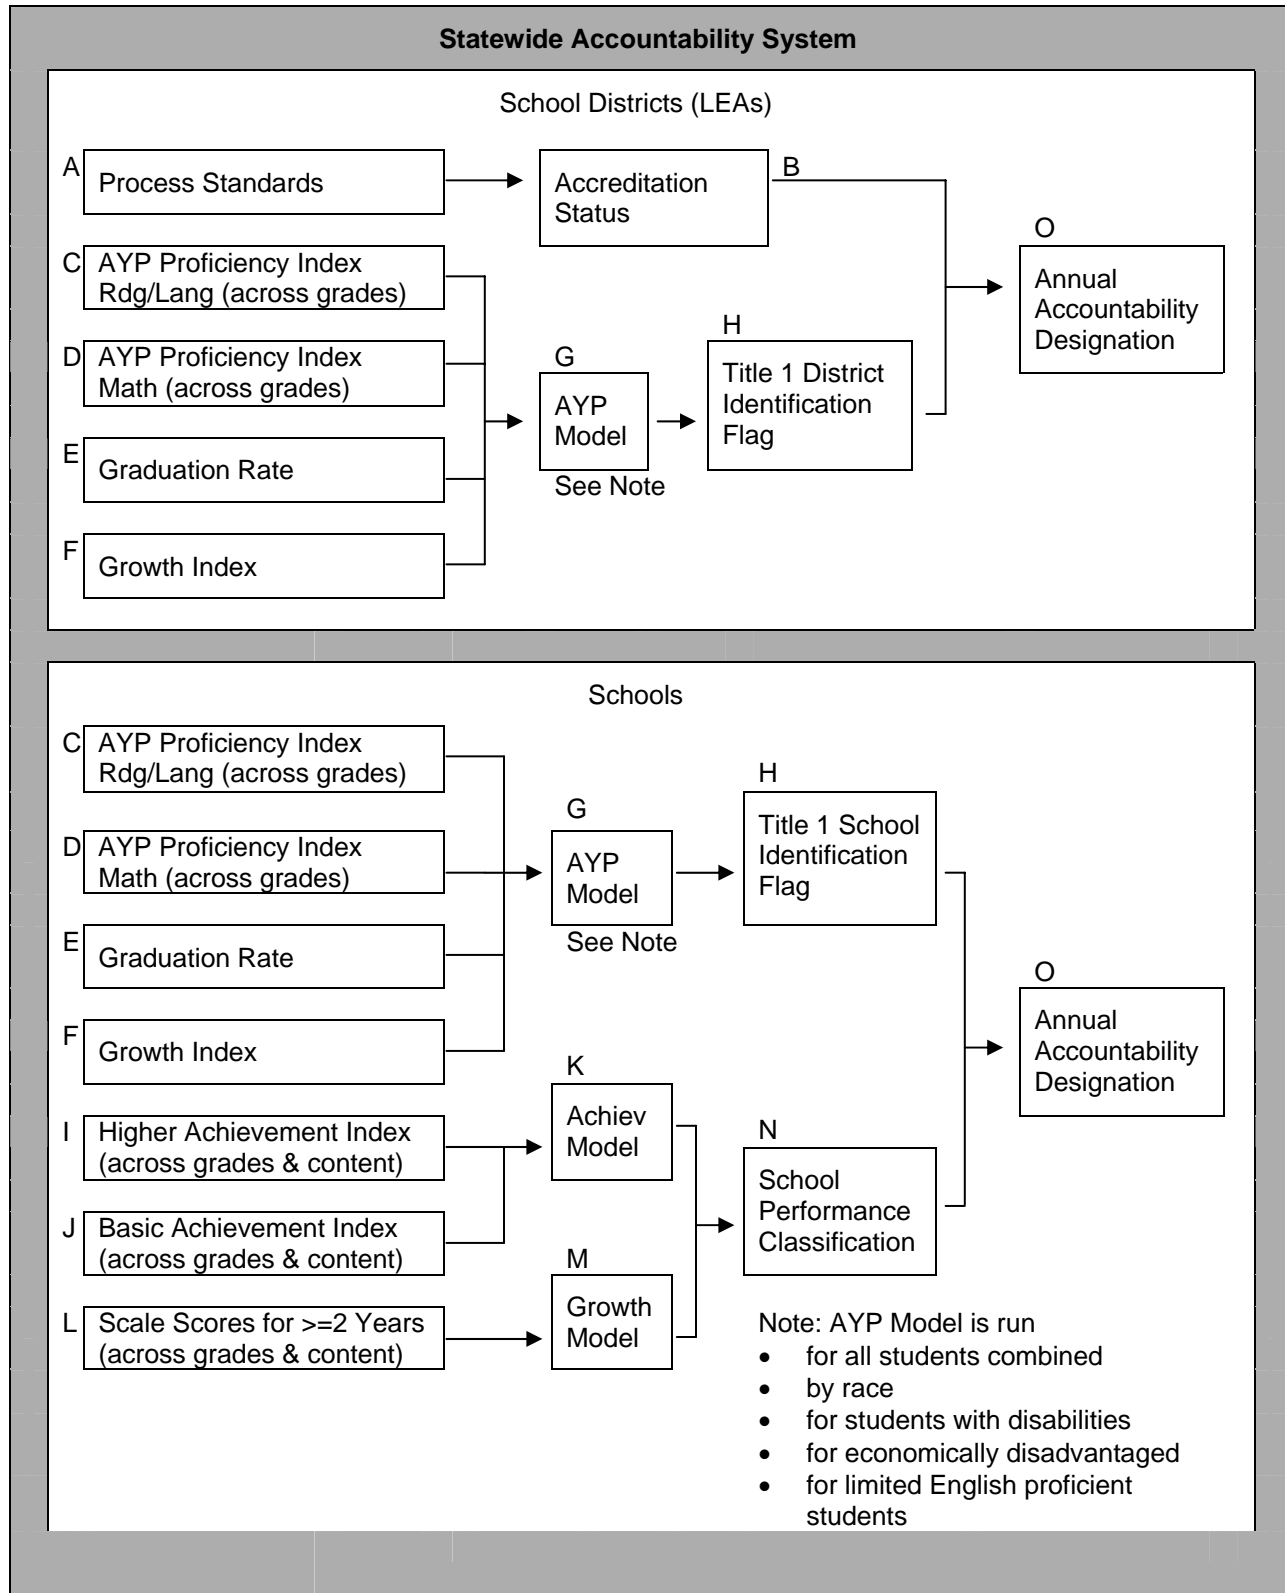 Statewide Accountability System
School Districts (LEAs)
A
Process Standards
Accreditation
Status
B
C
AYP Proficiency Index
Rdg/Lang (across grades)
D
AYP Proficiency Index
Math (across grades)
E
Graduation Rate
F
Growth Index
G
AYP
Model
See Note
H
Title 1 District
Identification
Flag
O
Annual
Accountability
Designation
Schools
C
AYP Proficiency Index
Rdg/Lang (across grades)
D
AYP Proficiency Index
Math (across grades)
E
Graduation Rate
F
Growth Index
G
AYP
Model
See Note
H
Title 1 School
Identification
Flag
I
Higher Achievement Index
(across grades & content)
J
Basic Achievement Index
(across grades & content)
K
Achiev
Model
L
Scale Scores for >=2 Years
(across grades & content)
M
Growth
Model
N
School
Performance
Classification
O
Annual
Accountability
Designation
Note: AYP Model is run
• for all students combined
• by race
• for students with disabilities
• for economically disadvantaged
• for limited English proficient
students